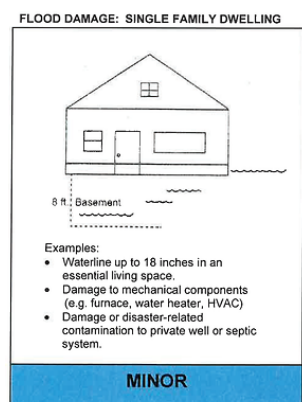 FLOOD DAMAGE: SINGLE FAMILY DWELLING
8 ft. Basement
Examples:
• Waterline up to 18 inches in an
essential living space.
• Damage to mechanical components
(e.g. furnace, water heater, HVAC)
• Damage or disaster-related
contamination to private well or septic
system.
MINOR